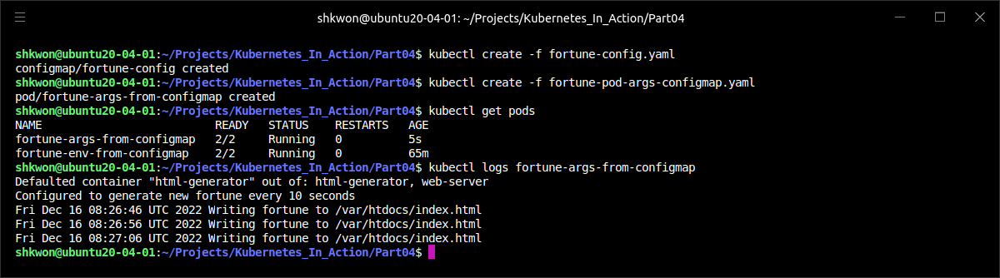 shkwon@ubuntu20-04-01: ~/Projects/Kubernetes_In_Action/Part04
shkwon@ubuntu20-04-01:~/Projects/Kubernetes_In_Action/Part04$ kubectl create -f fortune-config.yaml
configmap/fortune-config created
shkwon@ubuntu20-04-01:~/Projects/Kubernetes_In_Action/Part04$ kubectl create -f fortune-pod-args-configmap.yaml
pod/fortune-args-from-configmap created
shkwon@ubuntu20-04-01:~/Projects/Kubernetes_In_Action/Part04$ kubectl get pods
NAME                          READY   STATUS    RESTARTS   AGE
fortune-args-from-configmap   2/2     Running   0          5s
fortune-env-from-configmap    2/2     Running   0          65m
shkwon@ubuntu20-04-01:~/Projects/Kubernetes_In_Action/Part04$ kubectl logs fortune-args-from-configmap
Defaulted container "html-generator" out of: html-generator, web-server
Configured to generate new fortune every 10 seconds
Fri Dec 16 08:26:46 UTC 2022 Writing fortune to /var/htdocs/index.html
Fri Dec 16 08:26:56 UTC 2022 Writing fortune to /var/htdocs/index.html
Fri Dec 16 08:27:06 UTC 2022 Writing fortune to /var/htdocs/index.html
shkwon@ubuntu20-04-01:~/Projects/Kubernetes_In_Action/Part04$